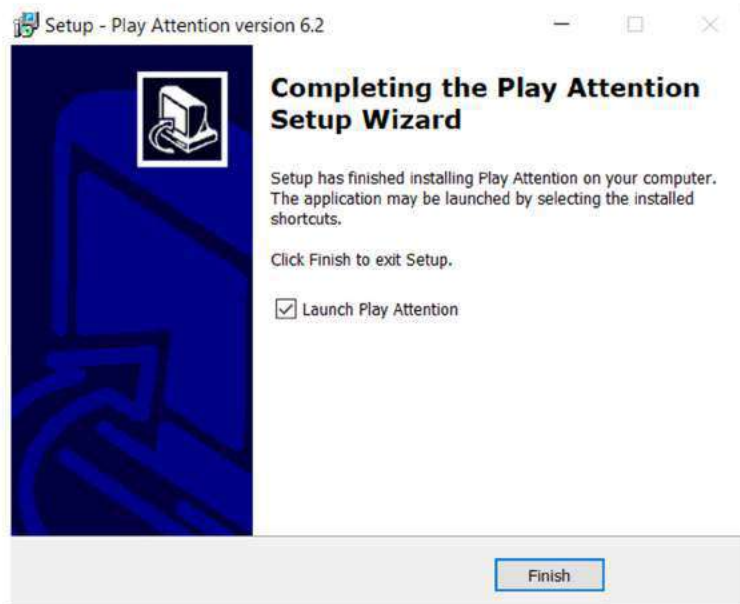 Setup - Play Attention version 6.2
Completing the Play Attention
Setup Wizard
Setup has finished installing Play Attention on your computer.
The application may be launched by selecting the installed
shortcuts.
Click Finish to exit Setup.
Launch Play Attention
Finish